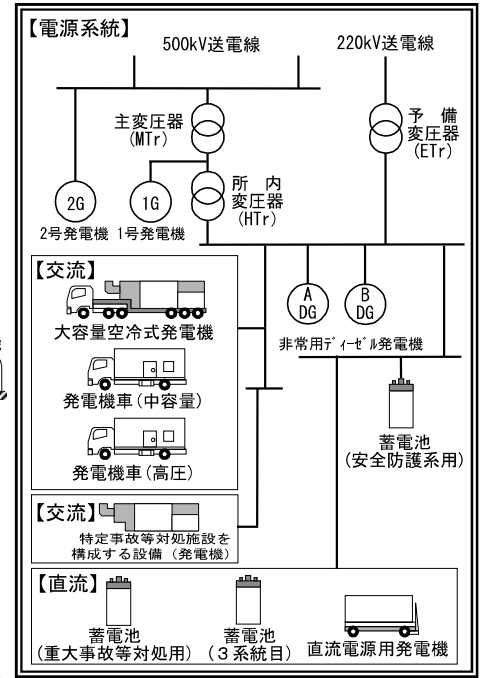 【電源系統】
500kV送電線
220kV送電線
主変圧器
(MTr)
予備
変圧器
(ETr)
所内
変圧器
(HTr)
2G
1G
2号発電機
1号発電機
A
DG
B
DG
非常用ディーゼル発電機
【交流】
大容量空冷式発電機
発電機車(中容量)
発電機車(高圧)
蓄電池
(安全防護系用)
【交流】
特定事故等対処施設を
構成する設備(発電機)
【直流】
蓄電池
(重大事故等対処用)
蓄電池
(3系統目)
直流電源用発電機